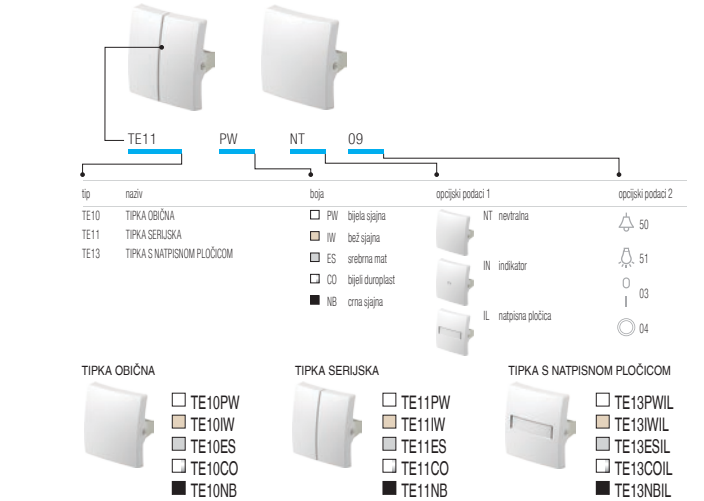 TE11 PW NT 09
tip naziv boja opcijski podaci 1 opcijski podaci 2
TE10 TIPKA OBIČNA
TE11 TIPKA SERIJSKA
TE13 TIPKA S NATPISNOM PLOČICOM
PW bijela sjajna
IW bež sjajna
ES srebrna mat
CO bijeli duroplast
NB crna sjajna
NT nevtralna
IN indikator
IL natpisna pločica
50
51
03
04
TIPKA OBIČNA
TE10PW
TE10IW
TE10ES
TE10CO
TE10NB
TIPKA SERIJSKA
TE11PW
TE11IW
TE11ES
TE11CO
TE11NB
TIPKA S NATPISNOM PLOČICOM
TE13PWIL
TE13IWIL
TE13ESIL
TE13COIL
TE13NBIL